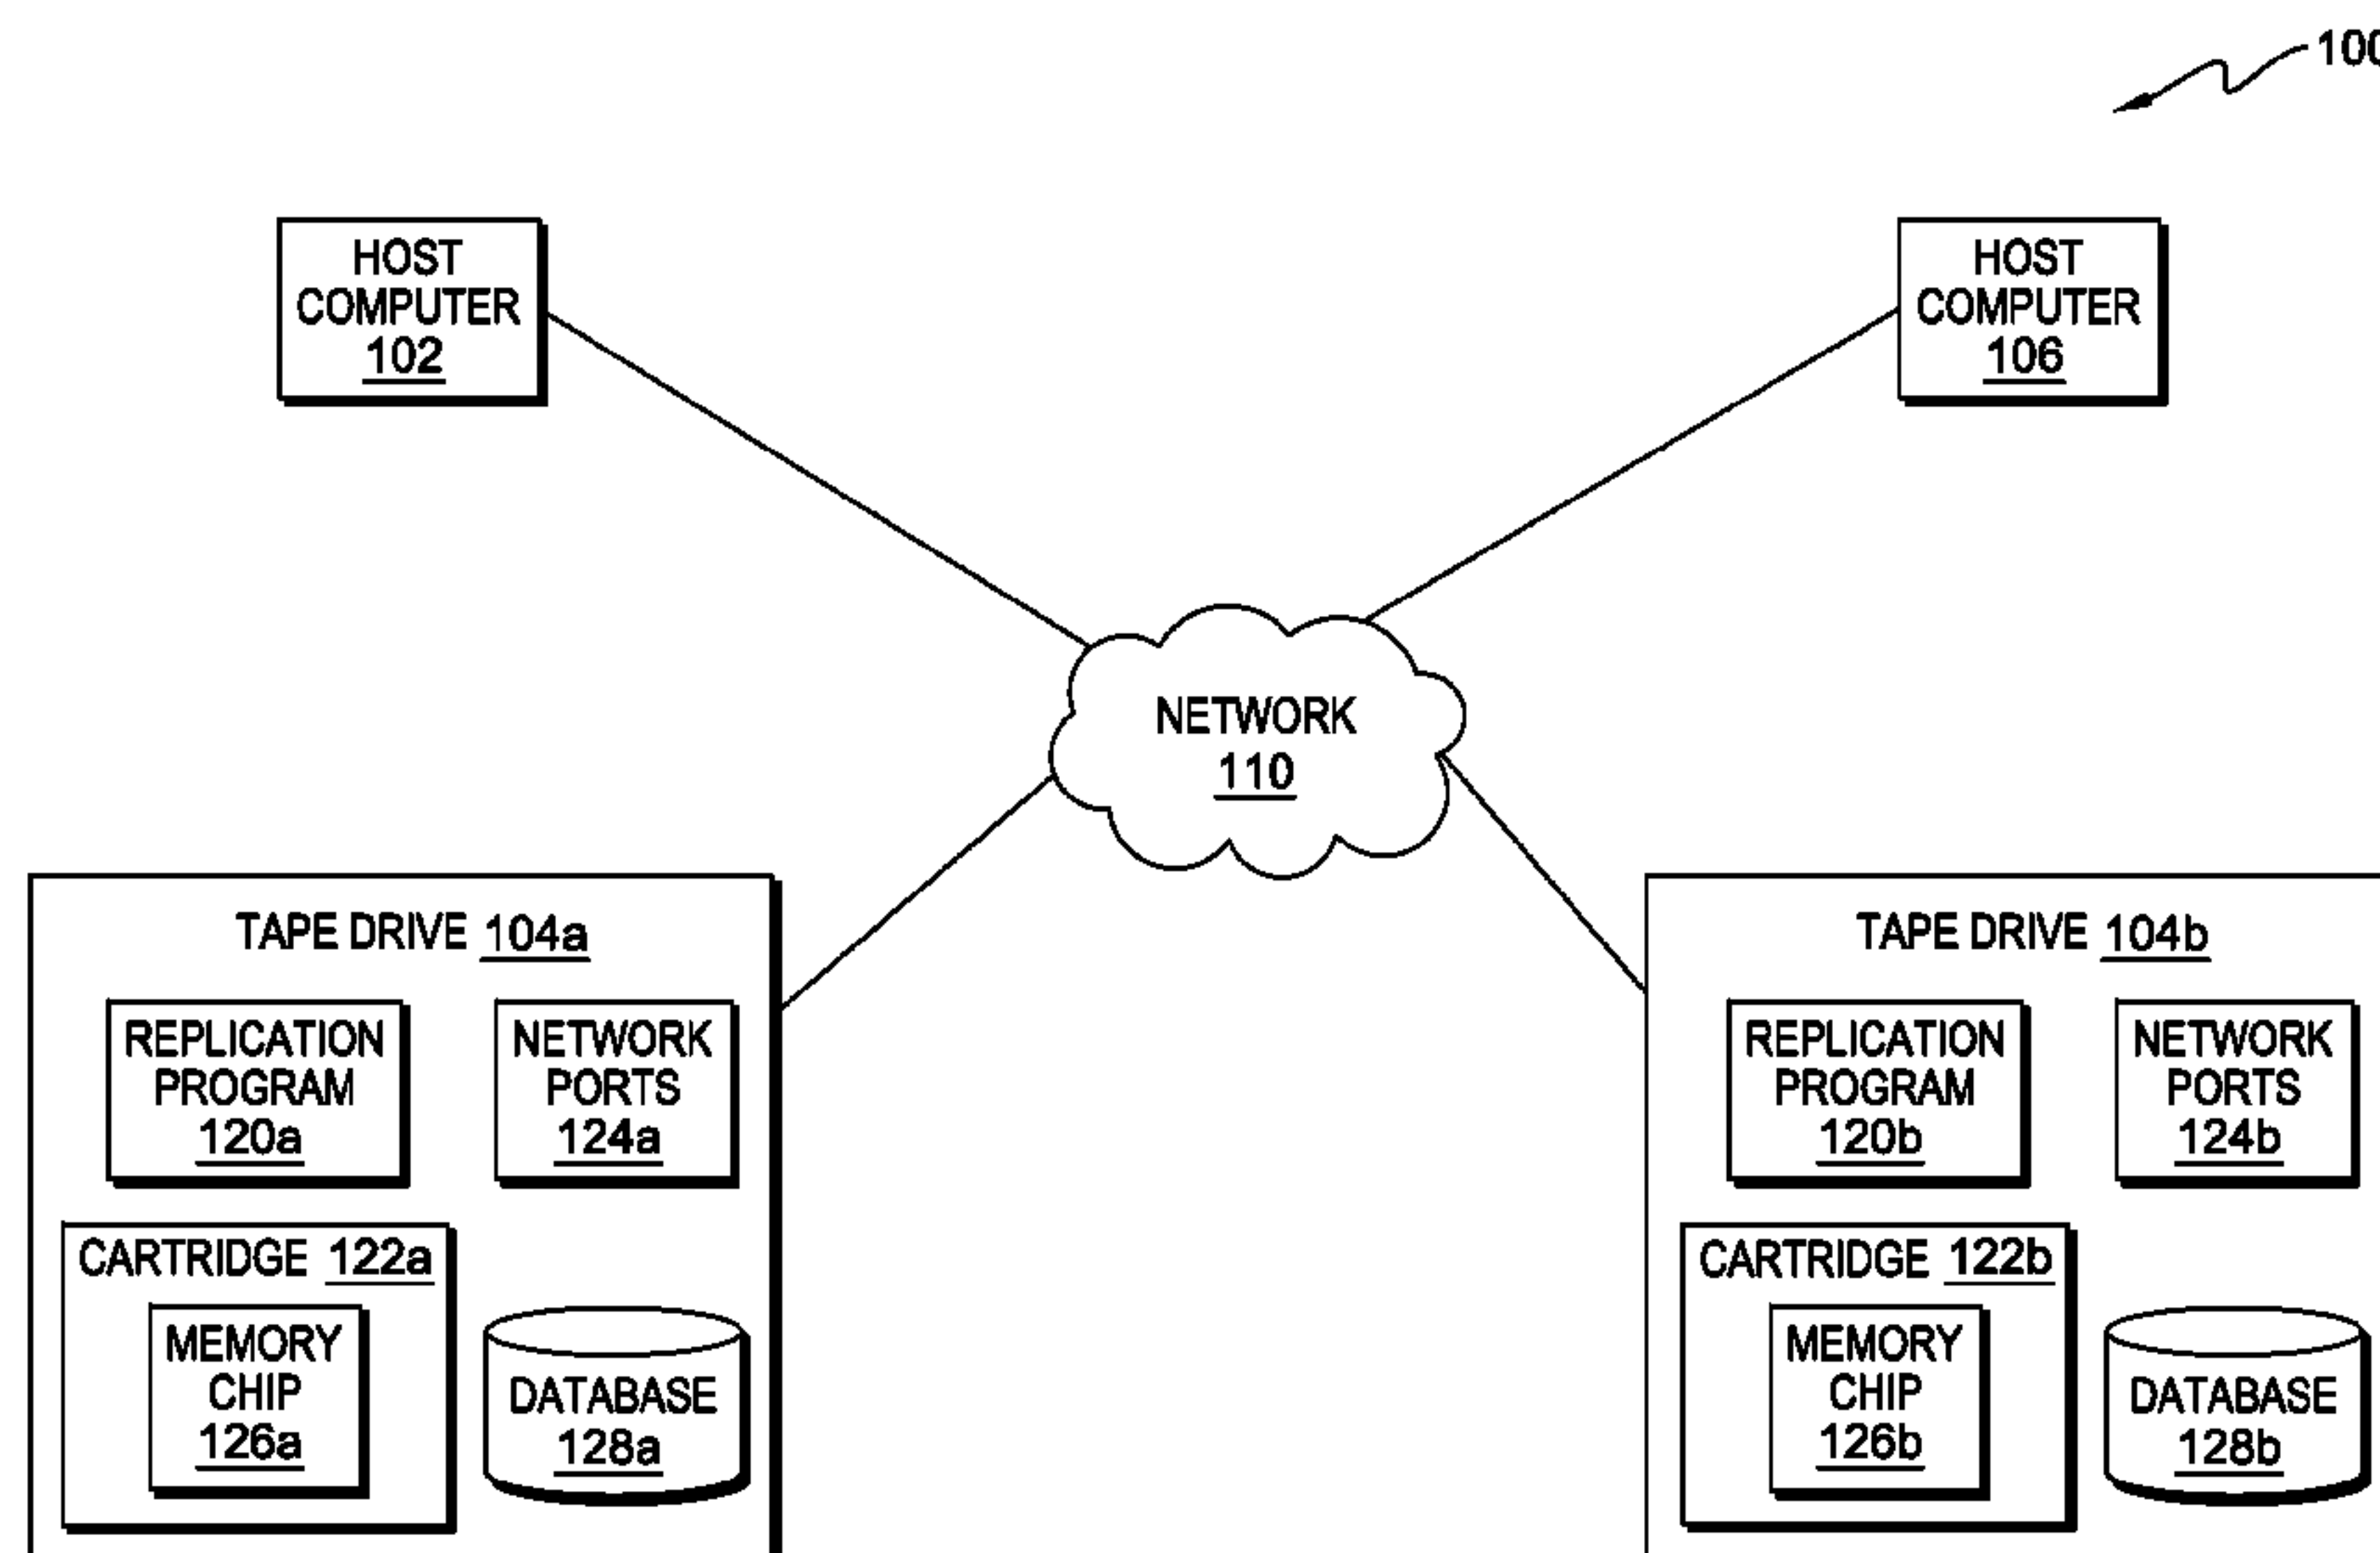 100
HOST
COMPUTER
102
HOST
COMPUTER
106
NETWORK
110
TAPE DRIVE 104a
REPLICATION
PROGRAM
120a
NETWORK
PORTS
124a
CARTRIDGE 122a
MEMORY
CHIP
126a
DATABASE
128a
TAPE DRIVE 104b
REPLICATION
PROGRAM
120b
NETWORK
PORTS
124b
CARTRIDGE 122b
MEMORY
CHIP
126b
DATABASE
128b